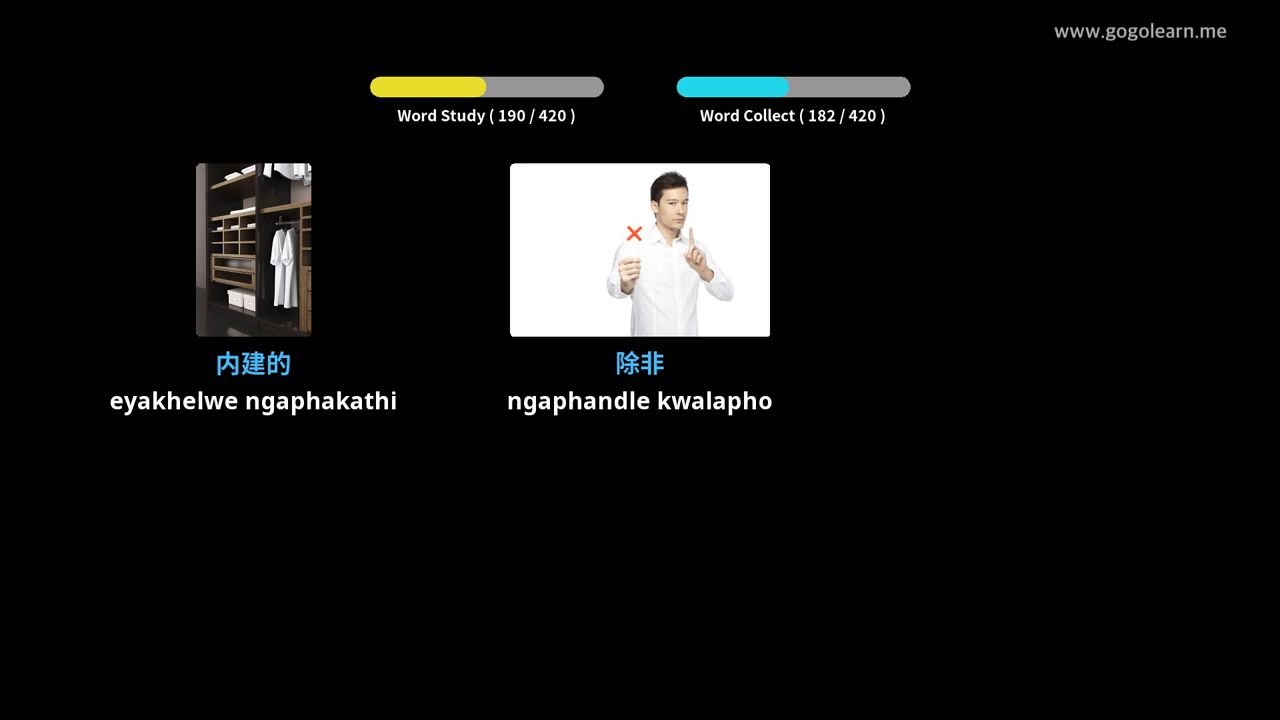 www.gogolearn.me
Word Study ( 190 / 420 )
Word Collect ( 182 / 420 )
内建的
eyakhelwe ngaphakathi
除非
ngaphandle kwalapho